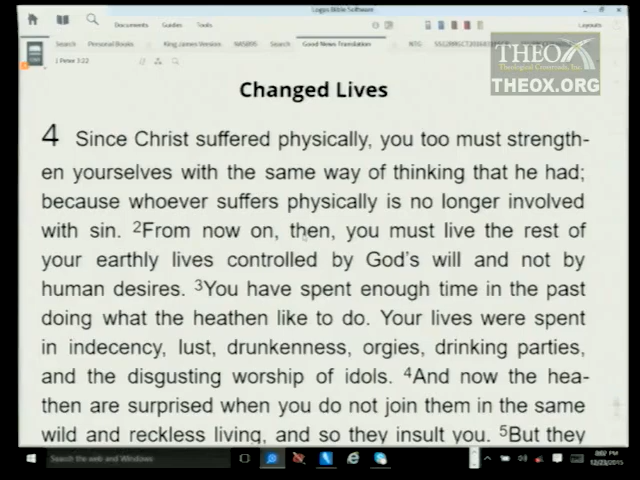 Logos Bible Software
Documents Guides Tools Layouts
Search Personal Books King James Version NASB95 Search Good News Translation NTG
1 Peter 3:22
THEOX
Theological Crossroads, Inc.
THEOX.ORG
Changed Lives
4 Since Christ suffered physically, you too must strength-
en yourselves with the same way of thinking that he had;
because whoever suffers physically is no longer involved
with sin. 2From now on, then, you must live the rest of
your earthly lives controlled by God's will and not by
human desires. 3You have spent enough time in the past
doing what the heathen like to do. Your lives were spent
in indecency, lust, drunkenness, orgies, drinking parties,
and the disgusting worship of idols. 4And now the hea-
then are surprised when you do not join them in the same
wild and reckless living, and so they insult you. 5But they
Search the web and Windows
8:02 PM
12/23/2015